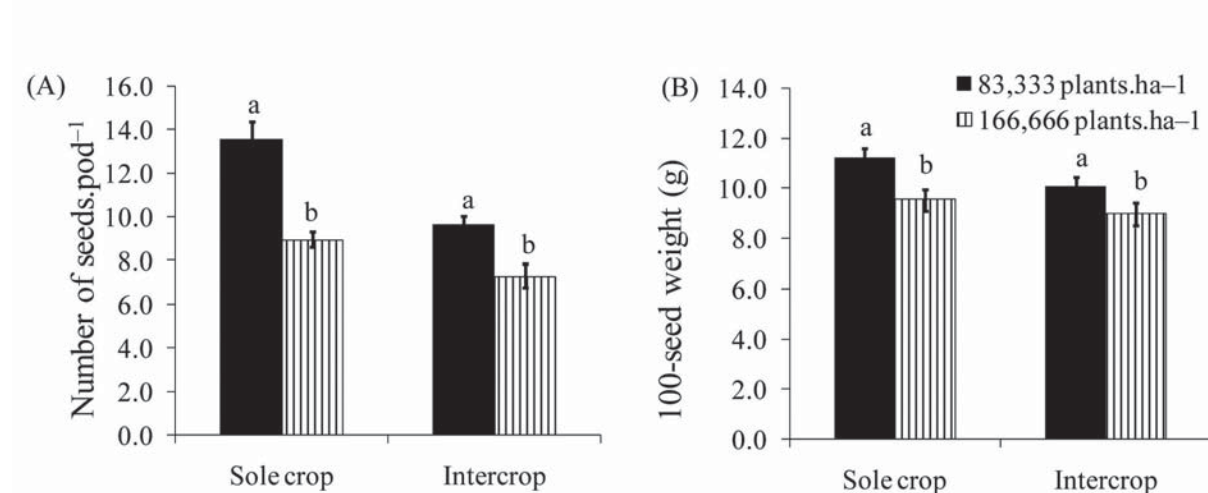 (A)
Number of seeds.pod⁻¹
16.0
14.0
12.0
10.0
8.0
6.0
4.0
2.0
0.0
a
b
a
b
Sole crop
Intercrop
(B)
100-seed weight (g)
14.0
12.0
10.0
8.0
6.0
4.0
2.0
0.0
83,333 plants.ha–1
166,666 plants.ha–1
a
b
a
b
Sole crop
Intercrop